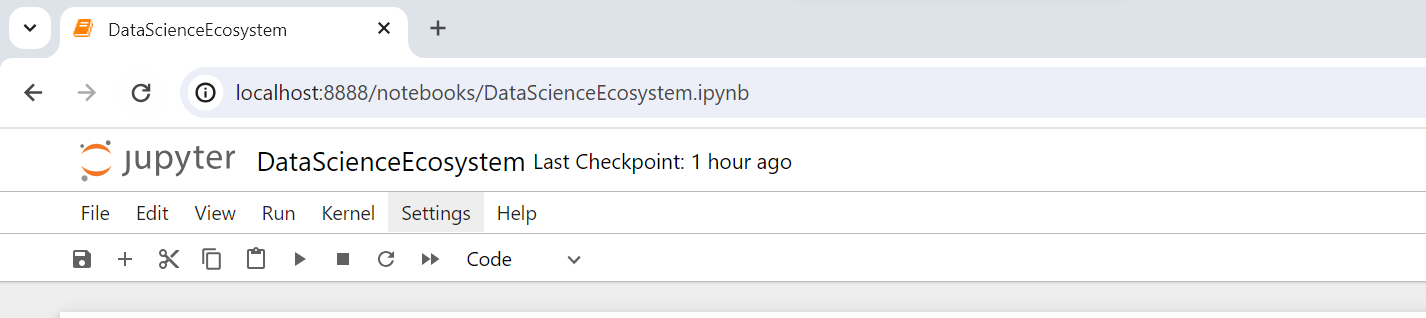 DataScienceEcosystem
localhost:8888/notebooks/DataScienceEcosystem.ipynb
jupyter DataScienceEcosystem Last Checkpoint: 1 hour ago
File Edit View Run Kernel Settings Help
Code